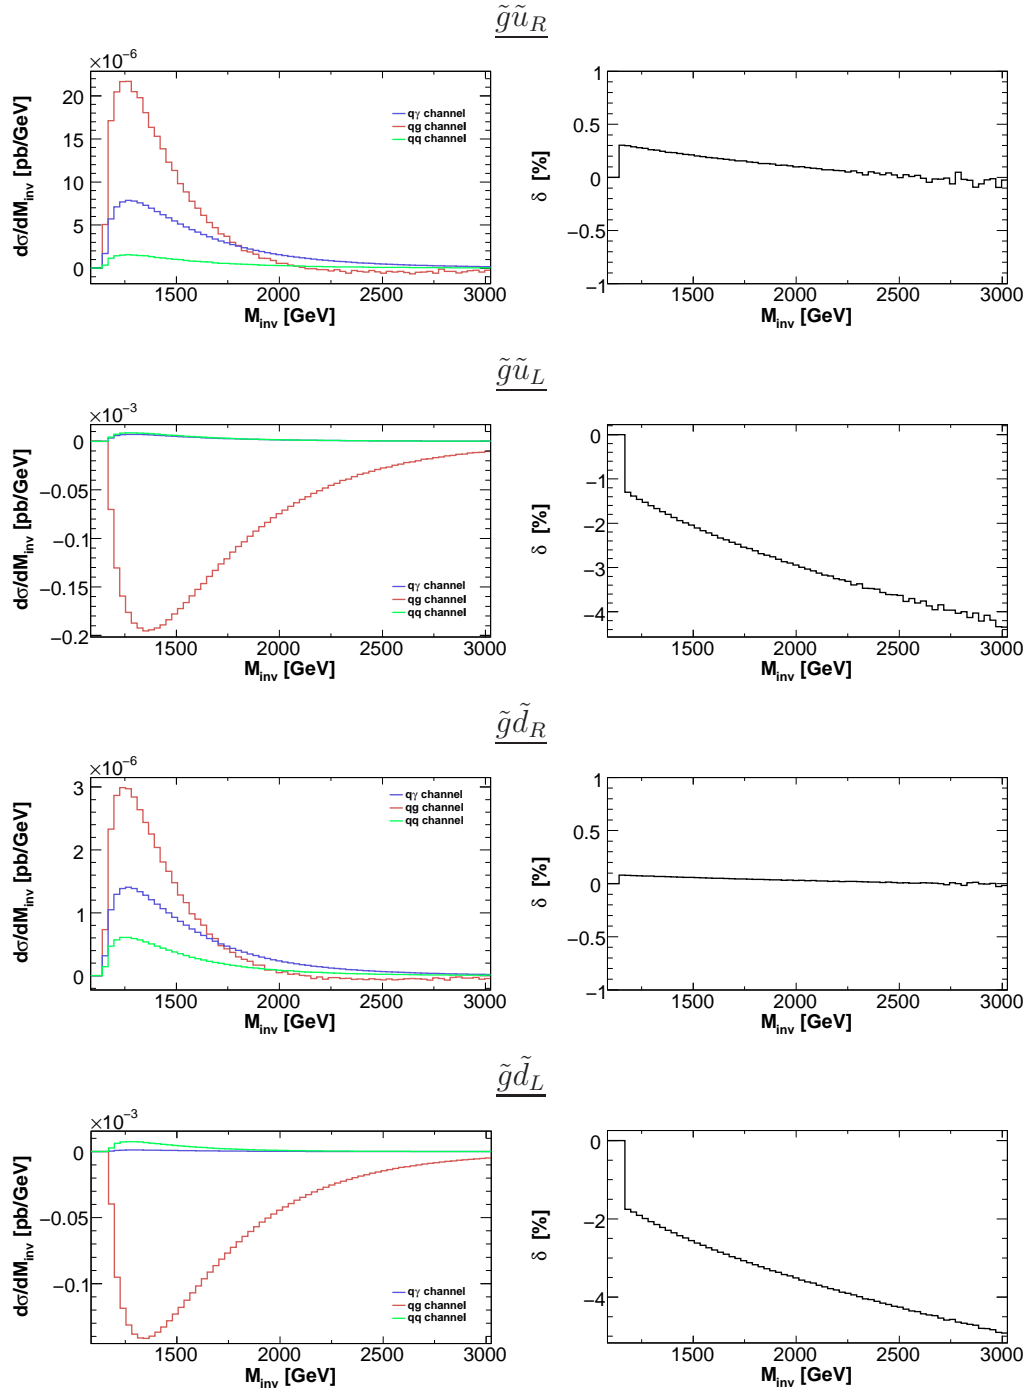 g̃ũ_R
×10⁻⁶
20
15
10
5
0
dσ/dM_inv [pb/GeV]
qγ channel
qg channel
qq channel
1500 2000 2500 3000
M_inv [GeV]
1
0.5
0
−0.5
−1
δ [%]
1500 2000 2500 3000
M_inv [GeV]
g̃ũ_L
×10⁻³
0
−0.05
−0.1
−0.15
−0.2
dσ/dM_inv [pb/GeV]
qγ channel
qg channel
qq channel
1500 2000 2500 3000
M_inv [GeV]
0
−1
−2
−3
−4
δ [%]
1500 2000 2500 3000
M_inv [GeV]
g̃d̃_R
×10⁻⁶
3
2
1
0
dσ/dM_inv [pb/GeV]
qγ channel
qg channel
qq channel
1500 2000 2500 3000
M_inv [GeV]
1
0.5
0
−0.5
−1
δ [%]
1500 2000 2500 3000
M_inv [GeV]
g̃d̃_L
×10⁻³
0
−0.05
−0.1
dσ/dM_inv [pb/GeV]
qγ channel
qg channel
qq channel
1500 2000 2500 3000
M_inv [GeV]
0
−2
−4
δ [%]
1500 2000 2500 3000
M_inv [GeV]